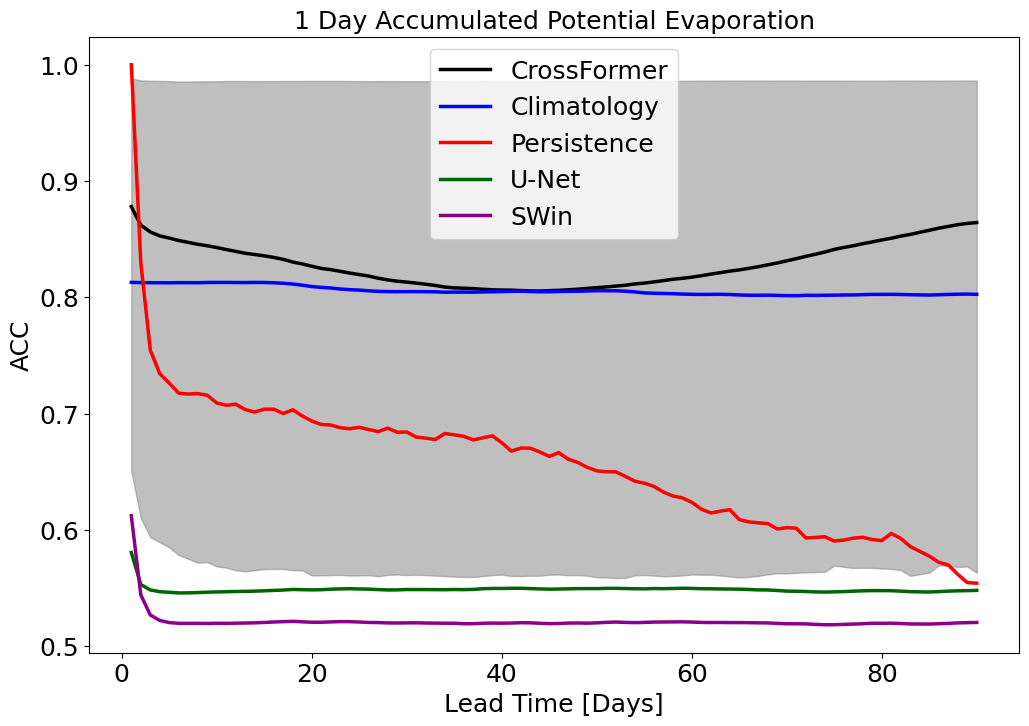 1 Day Accumulated Potential Evaporation
CrossFormer
Climatology
Persistence
U-Net
SWin
ACC
1.0
0.9
0.8
0.7
0.6
0.5
0 20 40 60 80
Lead Time [Days]